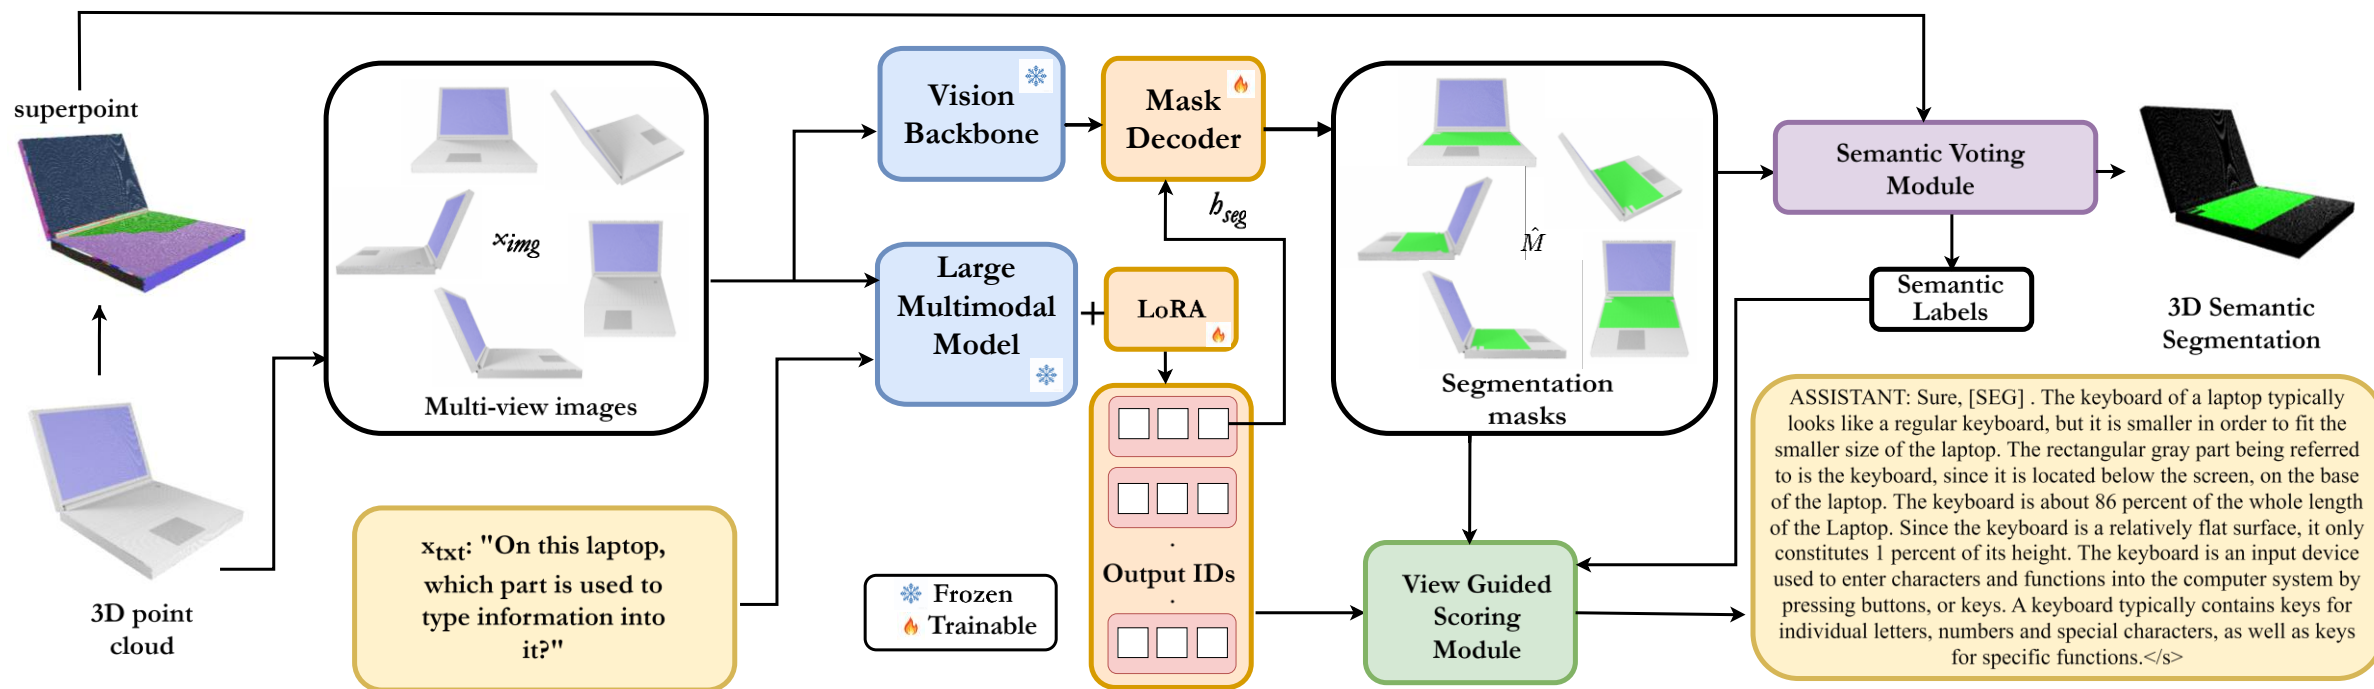 superpoint
3D point
cloud
x_img
Multi-view images
x_txt: "On this laptop,
which part is used to
type information into
it?"
Vision
Backbone
Mask
Decoder
h_seg
Large
Multimodal
Model
+
LoRA
Output IDs
Frozen
Trainable
M̂
Segmentation
masks
View Guided
Scoring
Module
Semantic Voting
Module
Semantic
Labels
3D Semantic
Segmentation
ASSISTANT: Sure, [SEG] . The keyboard of a laptop typically
looks like a regular keyboard, but it is smaller in order to fit the
smaller size of the laptop. The rectangular gray part being referred
to is the keyboard, since it is located below the screen, on the base
of the laptop. The keyboard is about 86 percent of the whole length
of the Laptop. Since the keyboard is a relatively flat surface, it only
constitutes 1 percent of its height. The keyboard is an input device
used to enter characters and functions into the computer system by
pressing buttons, or keys. A keyboard typically contains keys for
individual letters, numbers and special characters, as well as keys
for specific functions.</s>